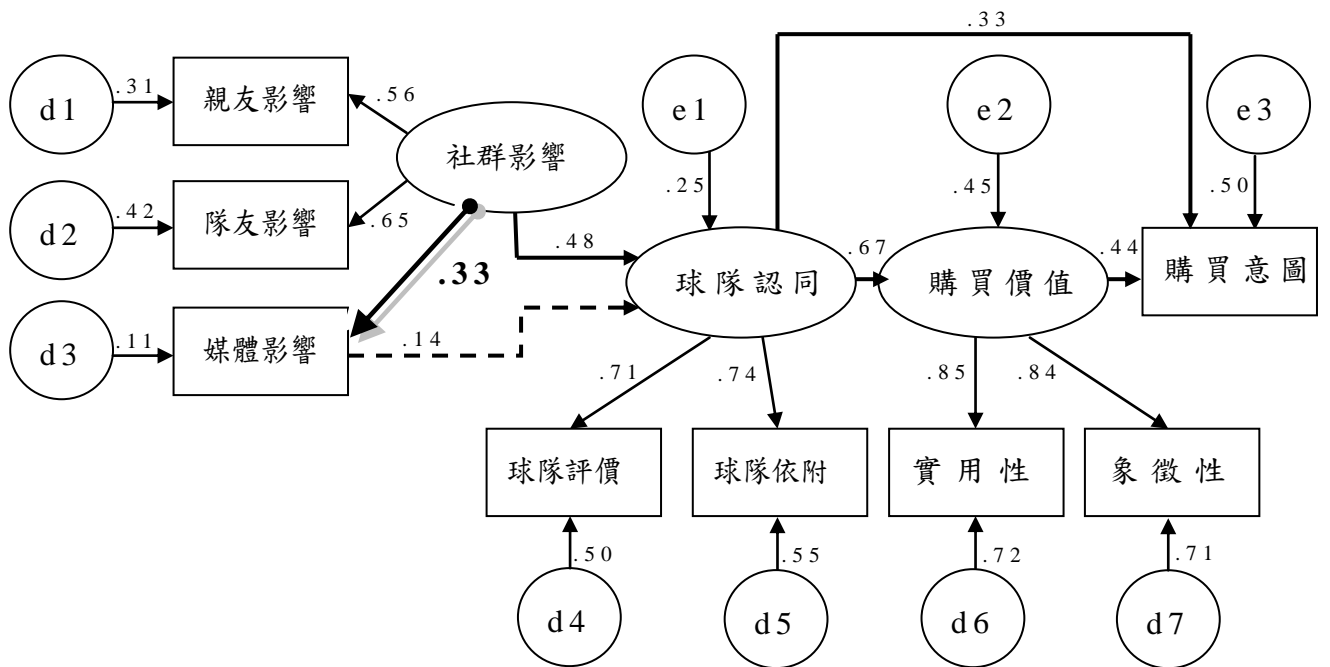 .33
d1 .31 親友影響 .56 e1 e2 e3
社群影響
d2 .42 隊友影響 .65 .25 .45 .50
.48 球隊認同 .67 購買價值 .44 購買意圖
.33
d3 .11 媒體影響 .14
.71 .74 .85 .84
球隊評價 球隊依附 實用性 象徵性
.50 .55 .72 .71
d4 d5 d6 d7